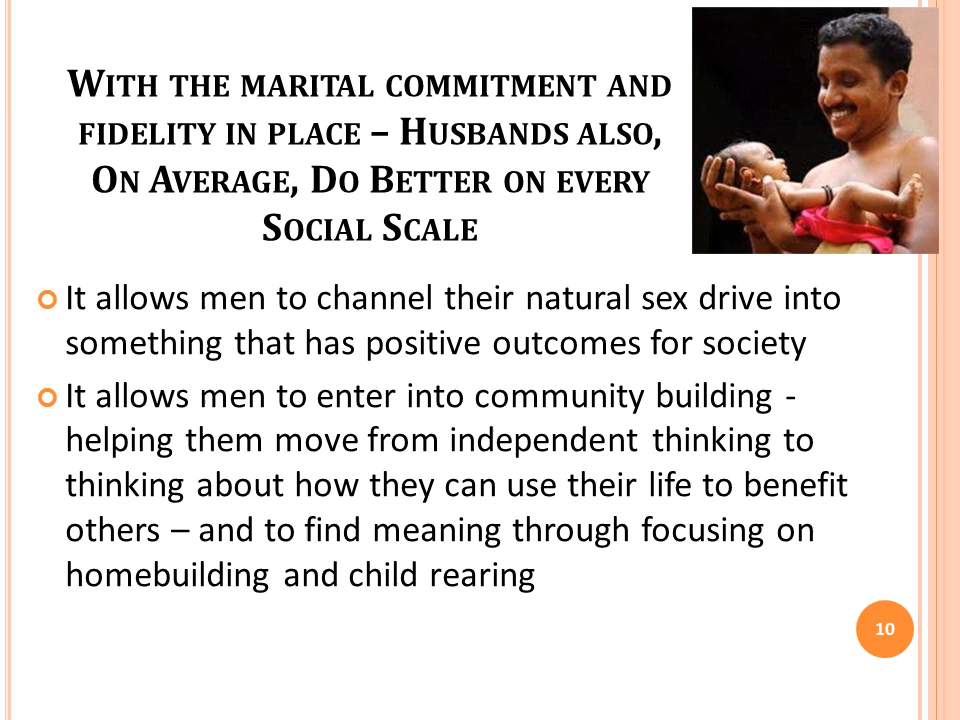 With the marital commitment and
fidelity in place – Husbands also,
On Average, Do Better on every
Social Scale
It allows men to channel their natural sex drive into
something that has positive outcomes for society
It allows men to enter into community building -
helping them move from independent thinking to
thinking about how they can use their life to benefit
others – and to find meaning through focusing on
homebuilding and child rearing
10